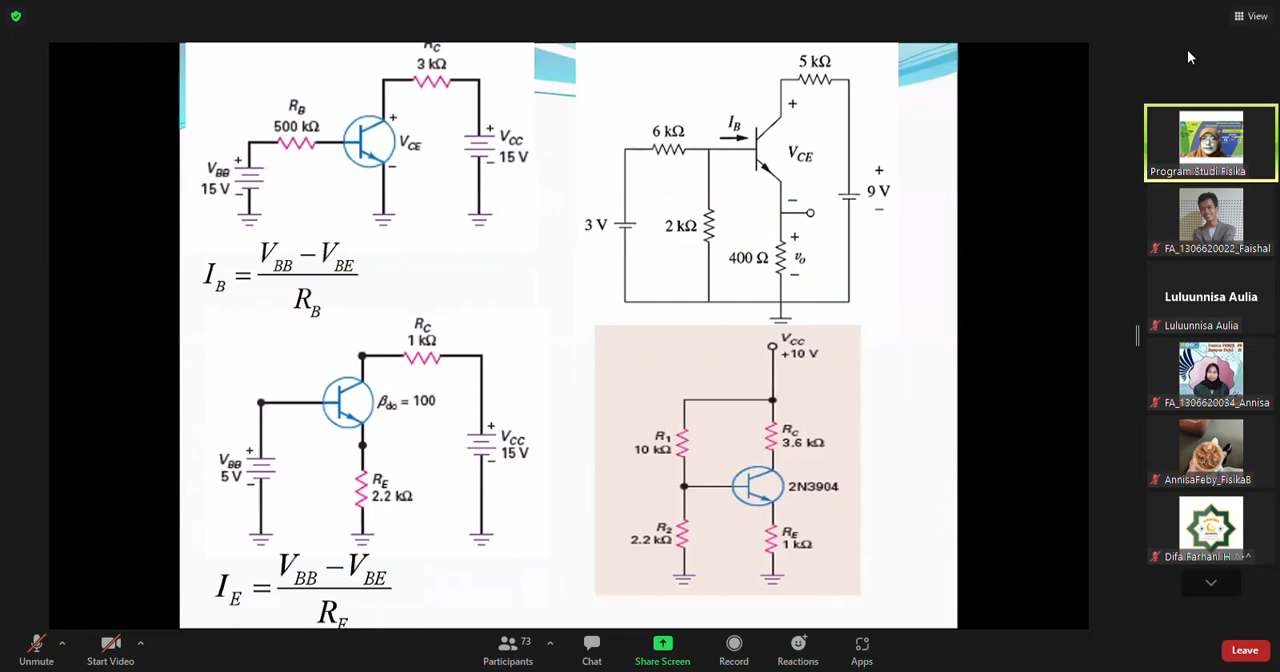 View
R_C
3 kΩ
R_B
500 kΩ
+
V_CE
−
V_BB
15 V
+
−
+
V_CC
15 V
−
I_B = (V_BB − V_BE) / R_B
5 kΩ
+
6 kΩ
I_B
V_CE
−
+
9 V
−
3 V
2 kΩ
400 Ω
+
v_o
−
R_C
1 kΩ
β_dc = 100
V_BB
5 V
+
−
R_E
2.2 kΩ
+
V_CC
15 V
−
I_E = (V_BB − V_BE) / R_E
V_CC
+10 V
R_1
10 kΩ
R_C
3.6 kΩ
2N3904
R_2
2.2 kΩ
R_E
1 kΩ
Program Studi Fisika
FA_1306620022_Faishal
Luluunnisa Aulia
Luluunnisa Aulia
FA_1306620034_Annisa
AnnisaFeby_FisikaB
Difa Farhani H ^-^
Unmute
Start Video
Participants
73
Chat
Share Screen
Record
Reactions
Apps
Leave